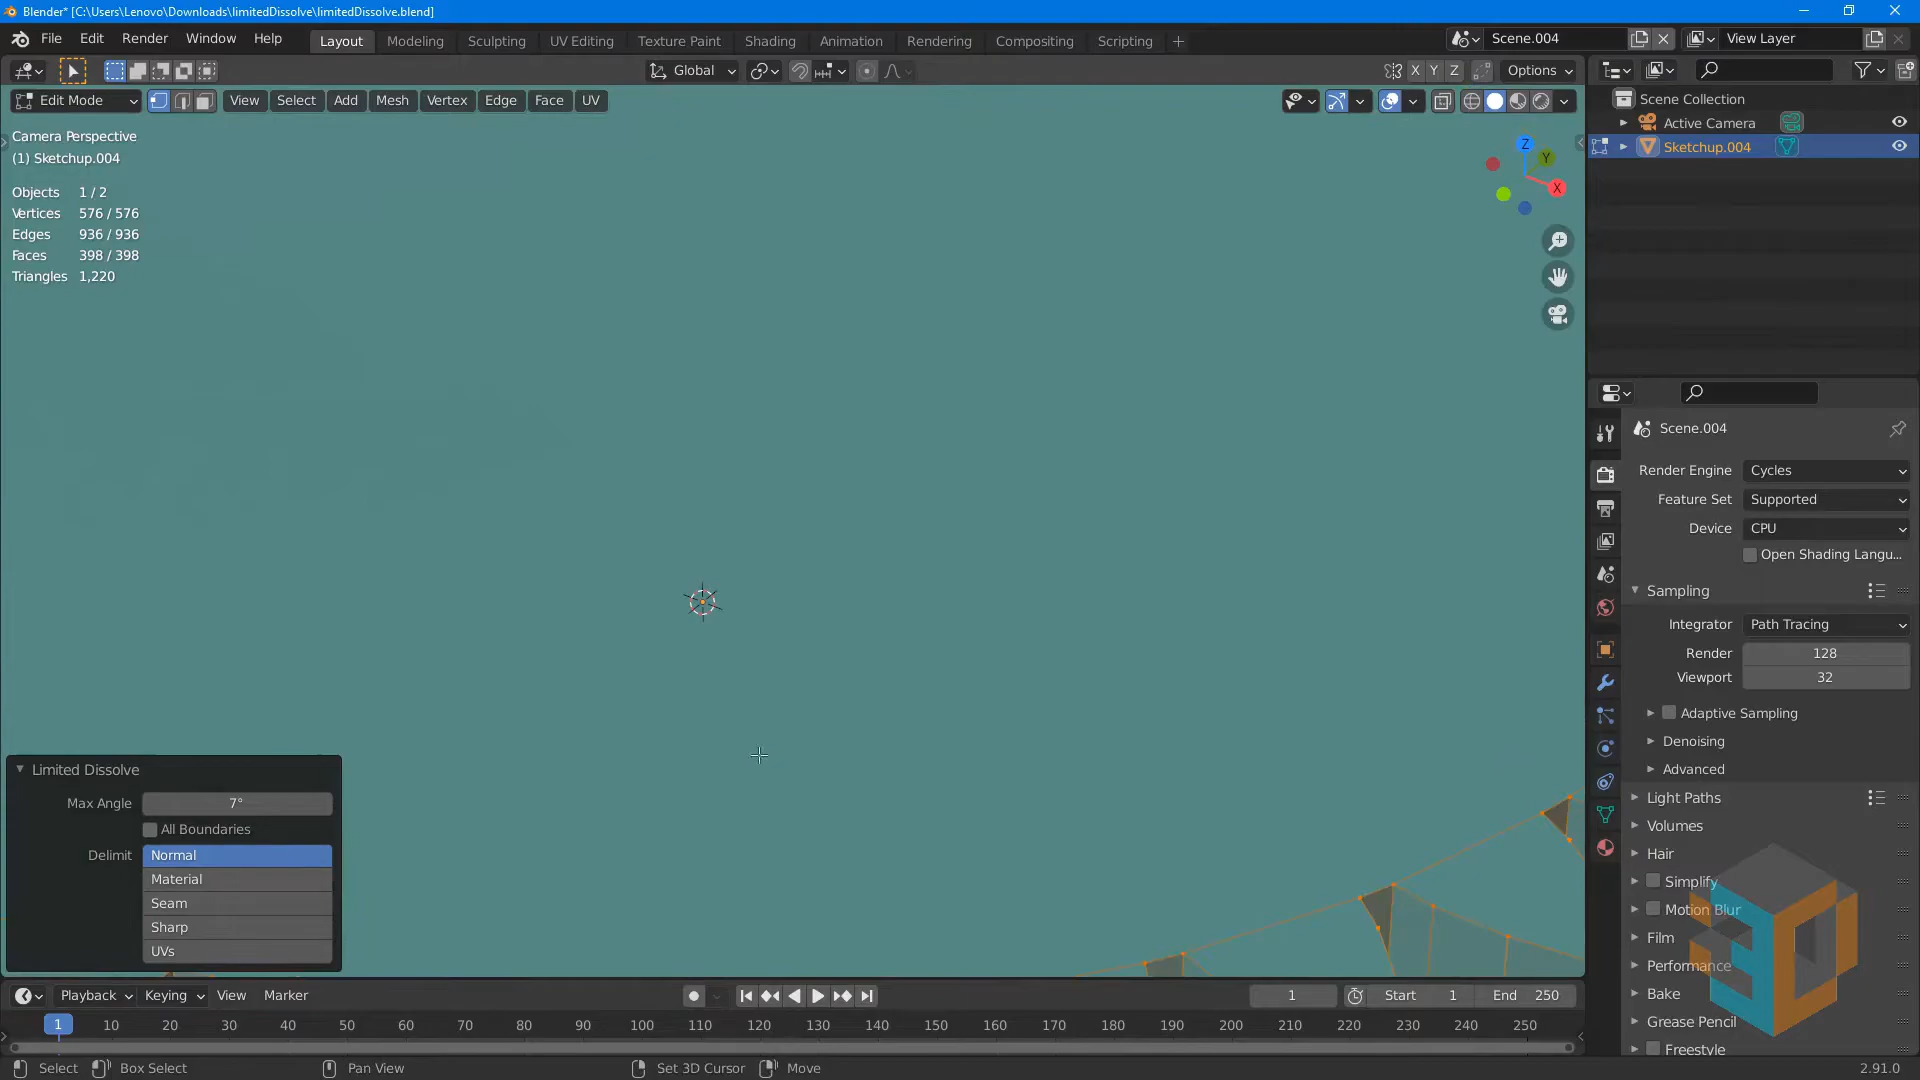 Blender* [C:\Users\Lenovo\Downloads\limitedDissolve\limitedDissolve.blend]
File Edit Render Window Help
Layout Modeling Sculpting UV Editing Texture Paint Shading Animation Rendering Compositing Scripting +
Scene.004
View Layer
Global
X Y Z Options
Edit Mode View Select Add Mesh Vertex Edge Face UV
Camera Perspective
(1) Sketchup.004
Objects 1 / 2
Vertices 576 / 576
Edges 936 / 936
Faces 398 / 398
Triangles 1,220
Z
Y
X
Scene Collection
Active Camera
Sketchup.004
Scene.004
Render Engine Cycles
Feature Set Supported
Device CPU
Open Shading Langu...
Sampling
Integrator Path Tracing
Render 128
Viewport 32
Adaptive Sampling
Denoising
Advanced
Light Paths
Volumes
Hair
Simplify
Motion Blur
Film
Performance
Bake
Grease Pencil
Freestyle
Limited Dissolve
Max Angle 7°
All Boundaries
Delimit Normal
Material
Seam
Sharp
UVs
Playback Keying View Marker
1 Start 1 End 250
1 10 20 30 40 50 60 70 80 90 100 110 120 130 140 150 160 170 180 190 200 210 220 230 240 250
Select Box Select Pan View Set 3D Cursor Move 2.91.0